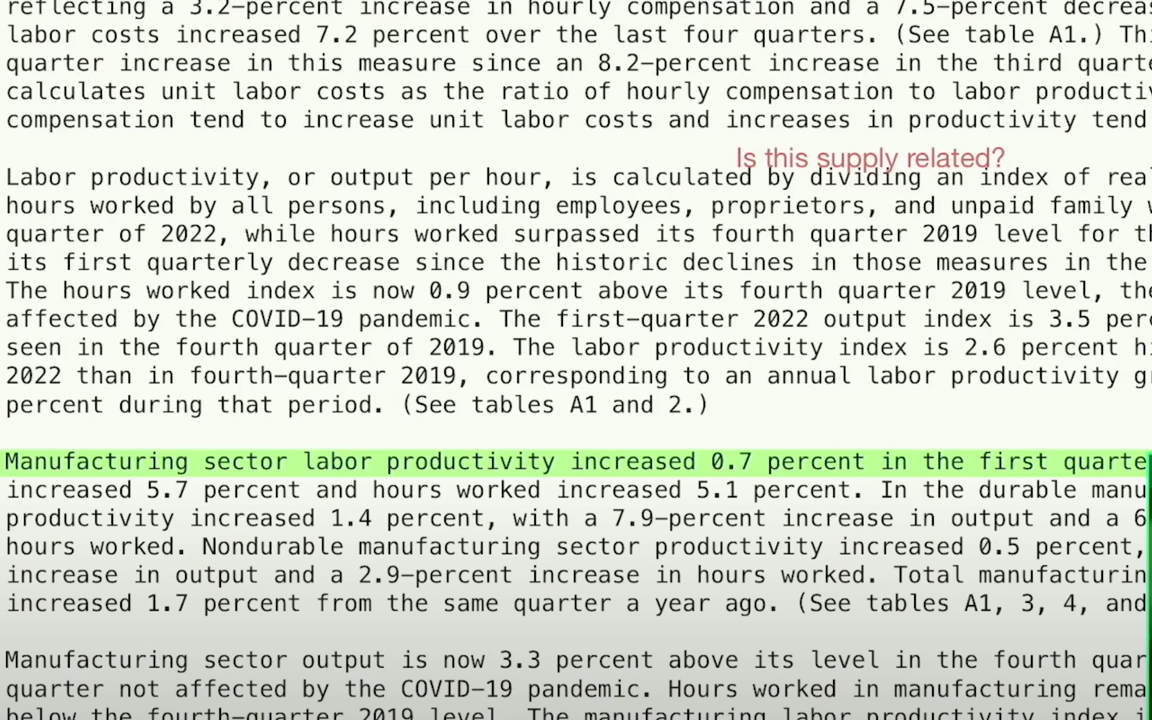 reflecting a 3.2-percent increase in hourly compensation and a 7.5-percent decreas
labor costs increased 7.2 percent over the last four quarters. (See table A1.) Thi
quarter increase in this measure since an 8.2-percent increase in the third quarte
calculates unit labor costs as the ratio of hourly compensation to labor productiv
compensation tend to increase unit labor costs and increases in productivity tend
Is this supply related?
Labor productivity, or output per hour, is calculated by dividing an index of rea
hours worked by all persons, including employees, proprietors, and unpaid family w
quarter of 2022, while hours worked surpassed its fourth quarter 2019 level for th
its first quarterly decrease since the historic declines in those measures in the
The hours worked index is now 0.9 percent above its fourth quarter 2019 level, the
affected by the COVID-19 pandemic. The first-quarter 2022 output index is 3.5 perc
seen in the fourth quarter of 2019. The labor productivity index is 2.6 percent hi
2022 than in fourth-quarter 2019, corresponding to an annual labor productivity gr
percent during that period. (See tables A1 and 2.)
Manufacturing sector labor productivity increased 0.7 percent in the first quarte
increased 5.7 percent and hours worked increased 5.1 percent. In the durable manu
productivity increased 1.4 percent, with a 7.9-percent increase in output and a 6
hours worked. Nondurable manufacturing sector productivity increased 0.5 percent,
increase in output and a 2.9-percent increase in hours worked. Total manufacturin
increased 1.7 percent from the same quarter a year ago. (See tables A1, 3, 4, and
Manufacturing sector output is now 3.3 percent above its level in the fourth quar
quarter not affected by the COVID-19 pandemic. Hours worked in manufacturing rema
below the fourth-quarter 2019 level. The manufacturing labor productivity index i